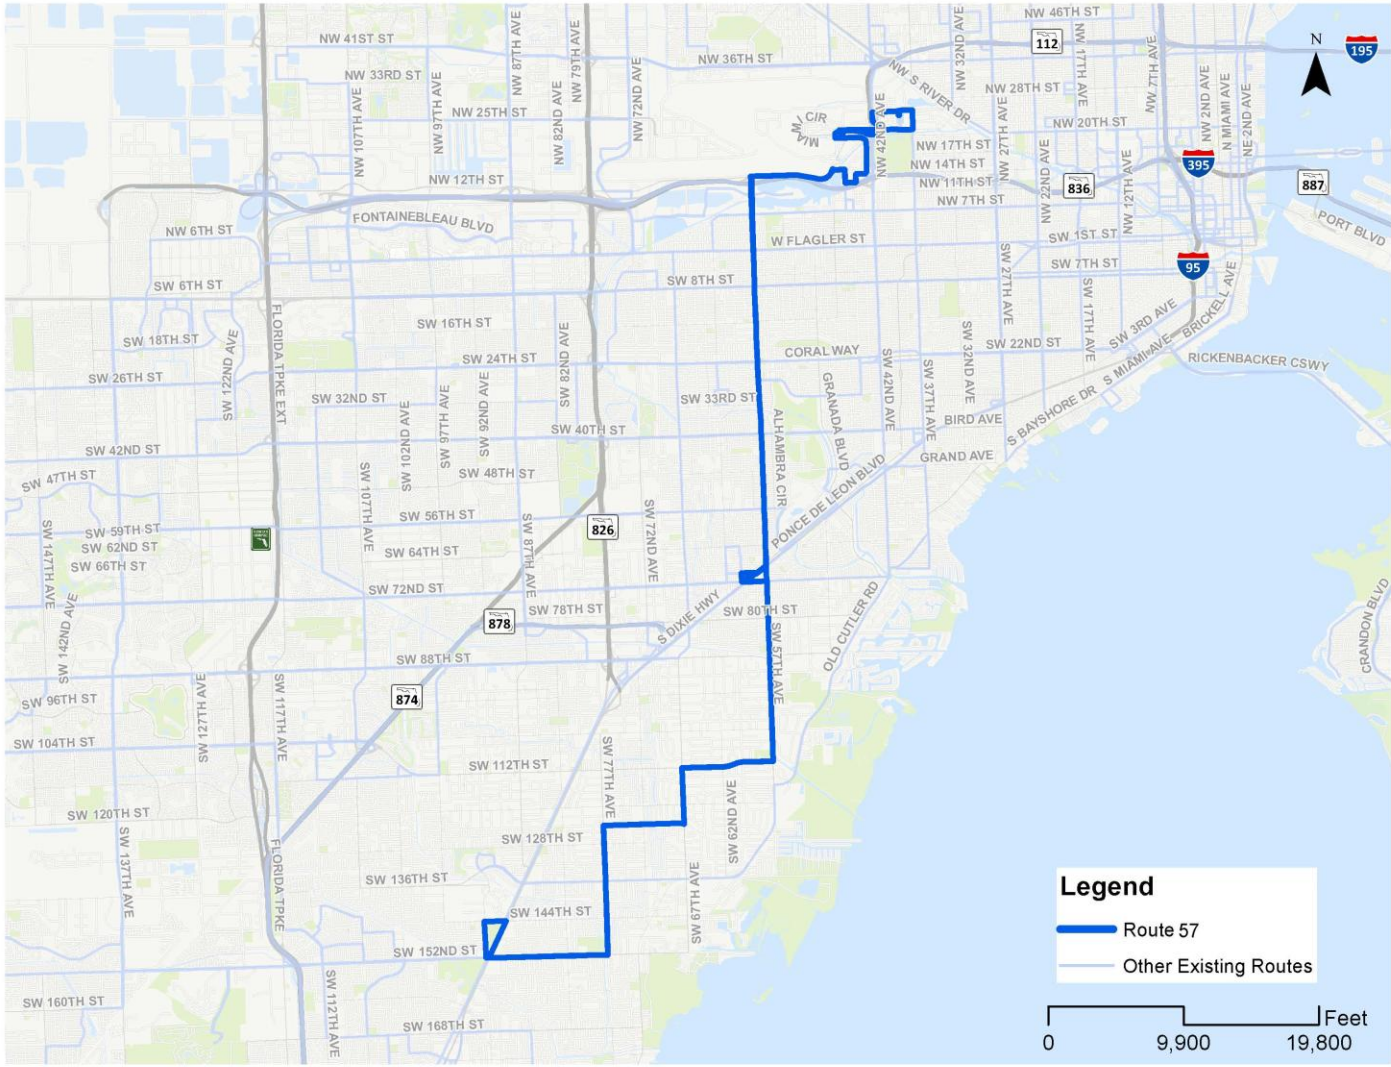 NW 46TH ST
NW 41ST ST
112
195
N
NW 36TH ST
NW 33RD ST
NW 87TH AVE
NW 79TH AVE
NW 32ND AVE
NW 17TH AVE
NW 7TH AVE
NW S RIVER DR
NW 28TH ST
NW 107TH AVE
NW 97TH AVE
NW 82ND AVE
NW 72ND AVE
NW 25TH ST
MIAMI CIR
NW 42ND AVE
NW 20TH ST
NW 2ND AVE
N MIAMI AVE
NE 2ND AVE
NW 27TH AVE
NW 17TH ST
NW 14TH ST
NW 22ND AVE
NW 12TH AVE
395
NW 12TH ST
NW 11TH ST
836
887
NW 7TH ST
FONTAINEBLEAU BLVD
PORT BLVD
NW 6TH ST
W FLAGLER ST
SW 1ST ST
SW 7TH ST
95
SW 6TH ST
SW 8TH ST
SW 27TH AVE
SW 17TH AVE
BRICKELL AVE
FLORIDA TPKE EXT
SW 16TH ST
SW 3RD AVE
SW 18TH ST
SW 122ND AVE
SW 82ND AVE
SW 32ND AVE
SW 22ND ST
CORAL WAY
SW 24TH ST
SW 42ND AVE
SW 37TH AVE
S MIAMI AVE
RICKENBACKER CSWY
SW 26TH ST
SW 92ND AVE
SW 97TH AVE
SW 102ND AVE
SW 32ND ST
SW 33RD ST
GRANADA BLVD
S BAYSHORE DR
ALHAMBRA CIR
BIRD AVE
SW 40TH ST
SW 42ND ST
GRAND AVE
SW 47TH ST
SW 48TH ST
PONCE DE LEON BLVD
SW 107TH AVE
SW 72ND AVE
SW 56TH ST
SW 87TH AVE
826
SW 147TH AVE
SW 59TH ST
SW 62ND ST
SW 66TH ST
SW 64TH ST
SW 72ND ST
SW 142ND AVE
S DIXIE HWY
SW 78TH ST
SW 80TH ST
878
OLD CUTLER RD
CRANDON BLVD
SW 57TH AVE
SW 88TH ST
SW 127TH AVE
SW 117TH AVE
874
SW 96TH ST
SW 104TH ST
SW 77TH AVE
SW 112TH ST
SW 62ND AVE
SW 120TH ST
SW 137TH AVE
FLORIDA TPKE
SW 128TH ST
SW 136TH ST
SW 67TH AVE
SW 144TH ST
SW 152ND ST
SW 112TH AVE
SW 160TH ST
SW 168TH ST
Legend
Route 57
Other Existing Routes
Feet
0 9,900 19,800